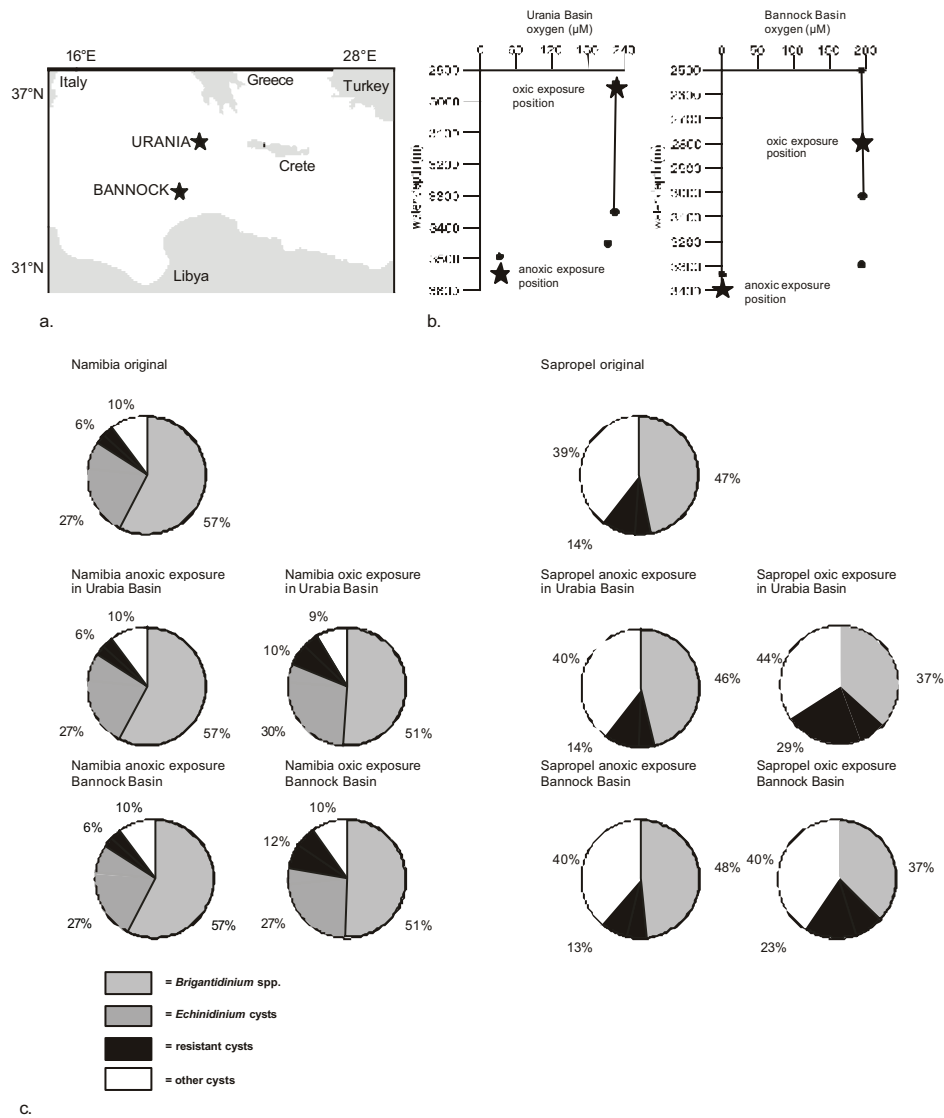 16°E
28°E
Italy
Greece
Turkey
37°N
URANIA
Crete
BANNOCK
31°N
Libya
a.
Urania Basin
oxygen (µM)
0 60 120 180 240
oxic exposure
position
anoxic exposure
position
Bannock Basin
oxygen (µM)
0 50 100 150 200
oxic exposure
position
anoxic exposure
position
b.
Namibia original
10%
6%
27%
57%
Sapropel original
39%
47%
14%
Namibia anoxic exposure
in Urabia Basin
10%
6%
27%
57%
Namibia oxic exposure
in Urabia Basin
9%
10%
30%
51%
Sapropel anoxic exposure
in Urabia Basin
40%
46%
14%
Sapropel oxic exposure
in Urabia Basin
44%
37%
29%
Namibia anoxic exposure
Bannock Basin
10%
6%
27%
57%
Namibia oxic exposure
Bannock Basin
10%
12%
27%
51%
Sapropel anoxic exposure
Bannock Basin
40%
48%
13%
Sapropel oxic exposure
Bannock Basin
40%
37%
23%
= Brigantidinium spp.
= Echinidinium cysts
= resistant cysts
= other cysts
c.